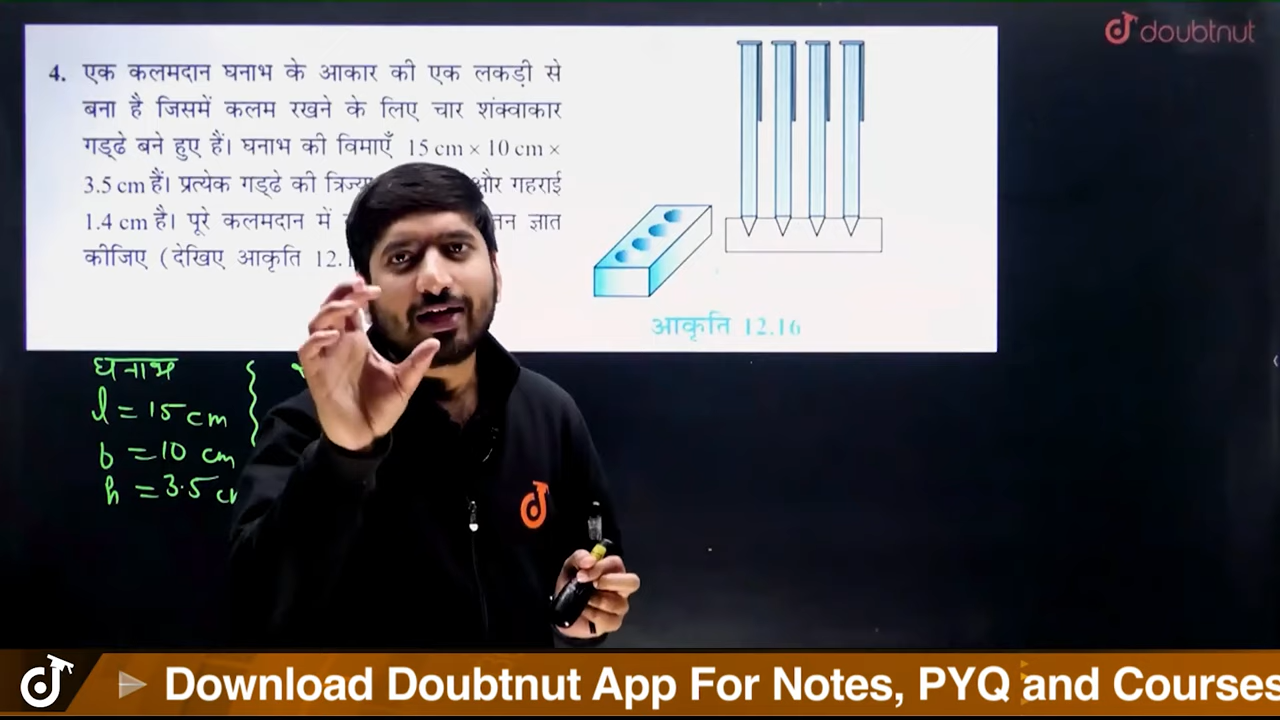 doubtnut
4. एक कलमदान घनाभ के आकार की एक लकड़ी से
बना है जिसमें कलम रखने के लिए चार शंक्वाकार
गड्ढे बने हुए हैं। घनाभ की विमाएँ 15 cm × 10 cm ×
3.5 cm हैं। प्रत्येक गड्ढे की और गहराई
1.4 cm है। पूरे कलमदान में ज्ञात
कीजिए (देखिए आकृति
आकृति 12.16
घनाभ
l = 15 cm
b = 10 cm
h = 3.5
Download Doubtnut App For Notes, PYQ and Courses